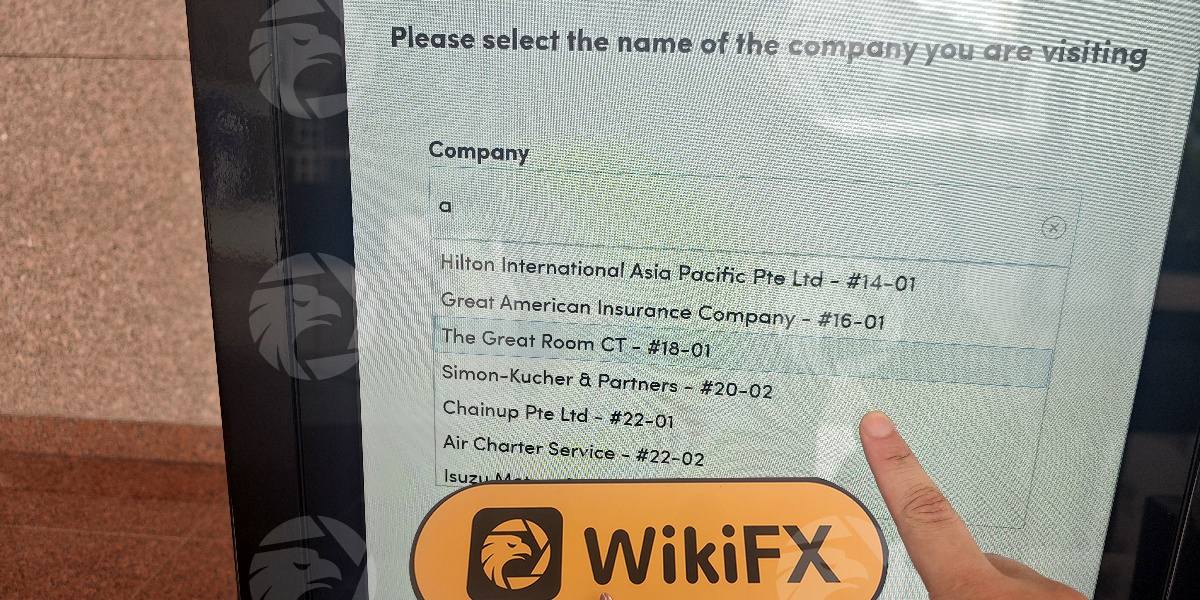 Please select the name of the company you are visiting
Company
a
Hilton International Asia Pacific Pte Ltd - #14-01
Great American Insurance Company - #16-01
The Great Room CT - #18-01
Simon-Kucher & Partners - #20-02
Chainup Pte Ltd - #22-01
Air Charter Service - #22-02
Isuzu
WikiFX